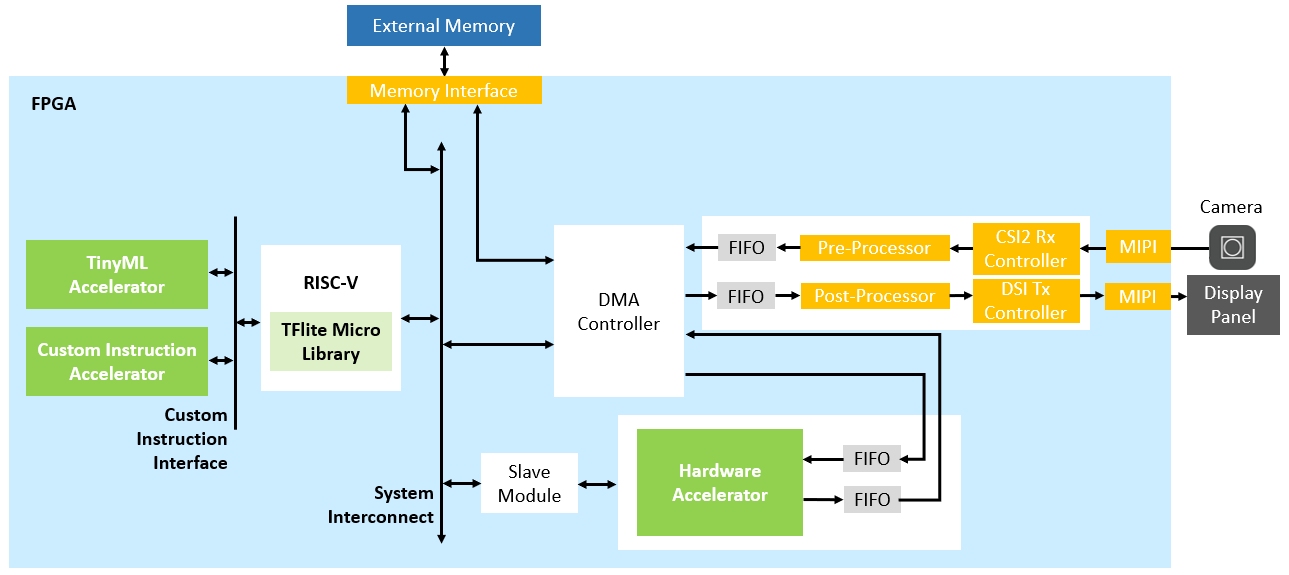 External Memory
Memory Interface
FPGA
Camera
TinyML
Accelerator
RISC-V
TFlite Micro
Library
Custom Instruction
Accelerator
Custom
Instruction
Interface
DMA
Controller
FIFO
Pre-Processor
CSI2 Rx
Controller
MIPI
FIFO
Post-Processor
DSI Tx
Controller
MIPI
Display
Panel
System
Interconnect
Slave
Module
Hardware
Accelerator
FIFO
FIFO